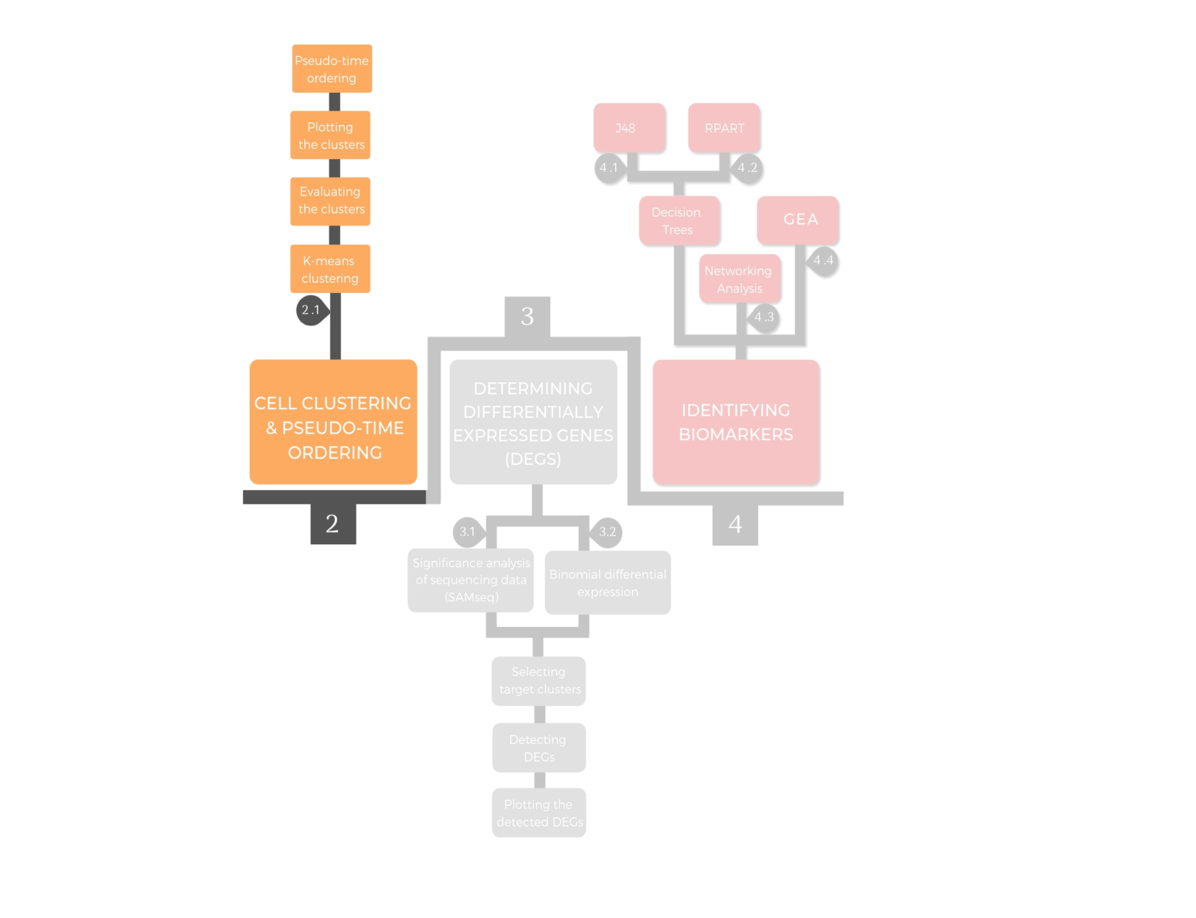 Pseudo-time
ordering
Plotting
the clusters
Evaluating
the clusters
K-means
clustering
2.1
CELL CLUSTERING
& PSEUDO-TIME
ORDERING
2
3
DETERMINING
DIFFERENTIALLY
EXPRESSED GENES
(DEGS)
3.1
3.2
Significance analysis
of sequencing data
(SAMseq)
Binomial differential
expression
Selecting
target clusters
Detecting
DEGs
Plotting the
detected DEGs
J48
RPART
4.1
4.2
Decision
Trees
GEA
4.4
Networking
Analysis
4.3
IDENTIFYING
BIOMARKERS
4